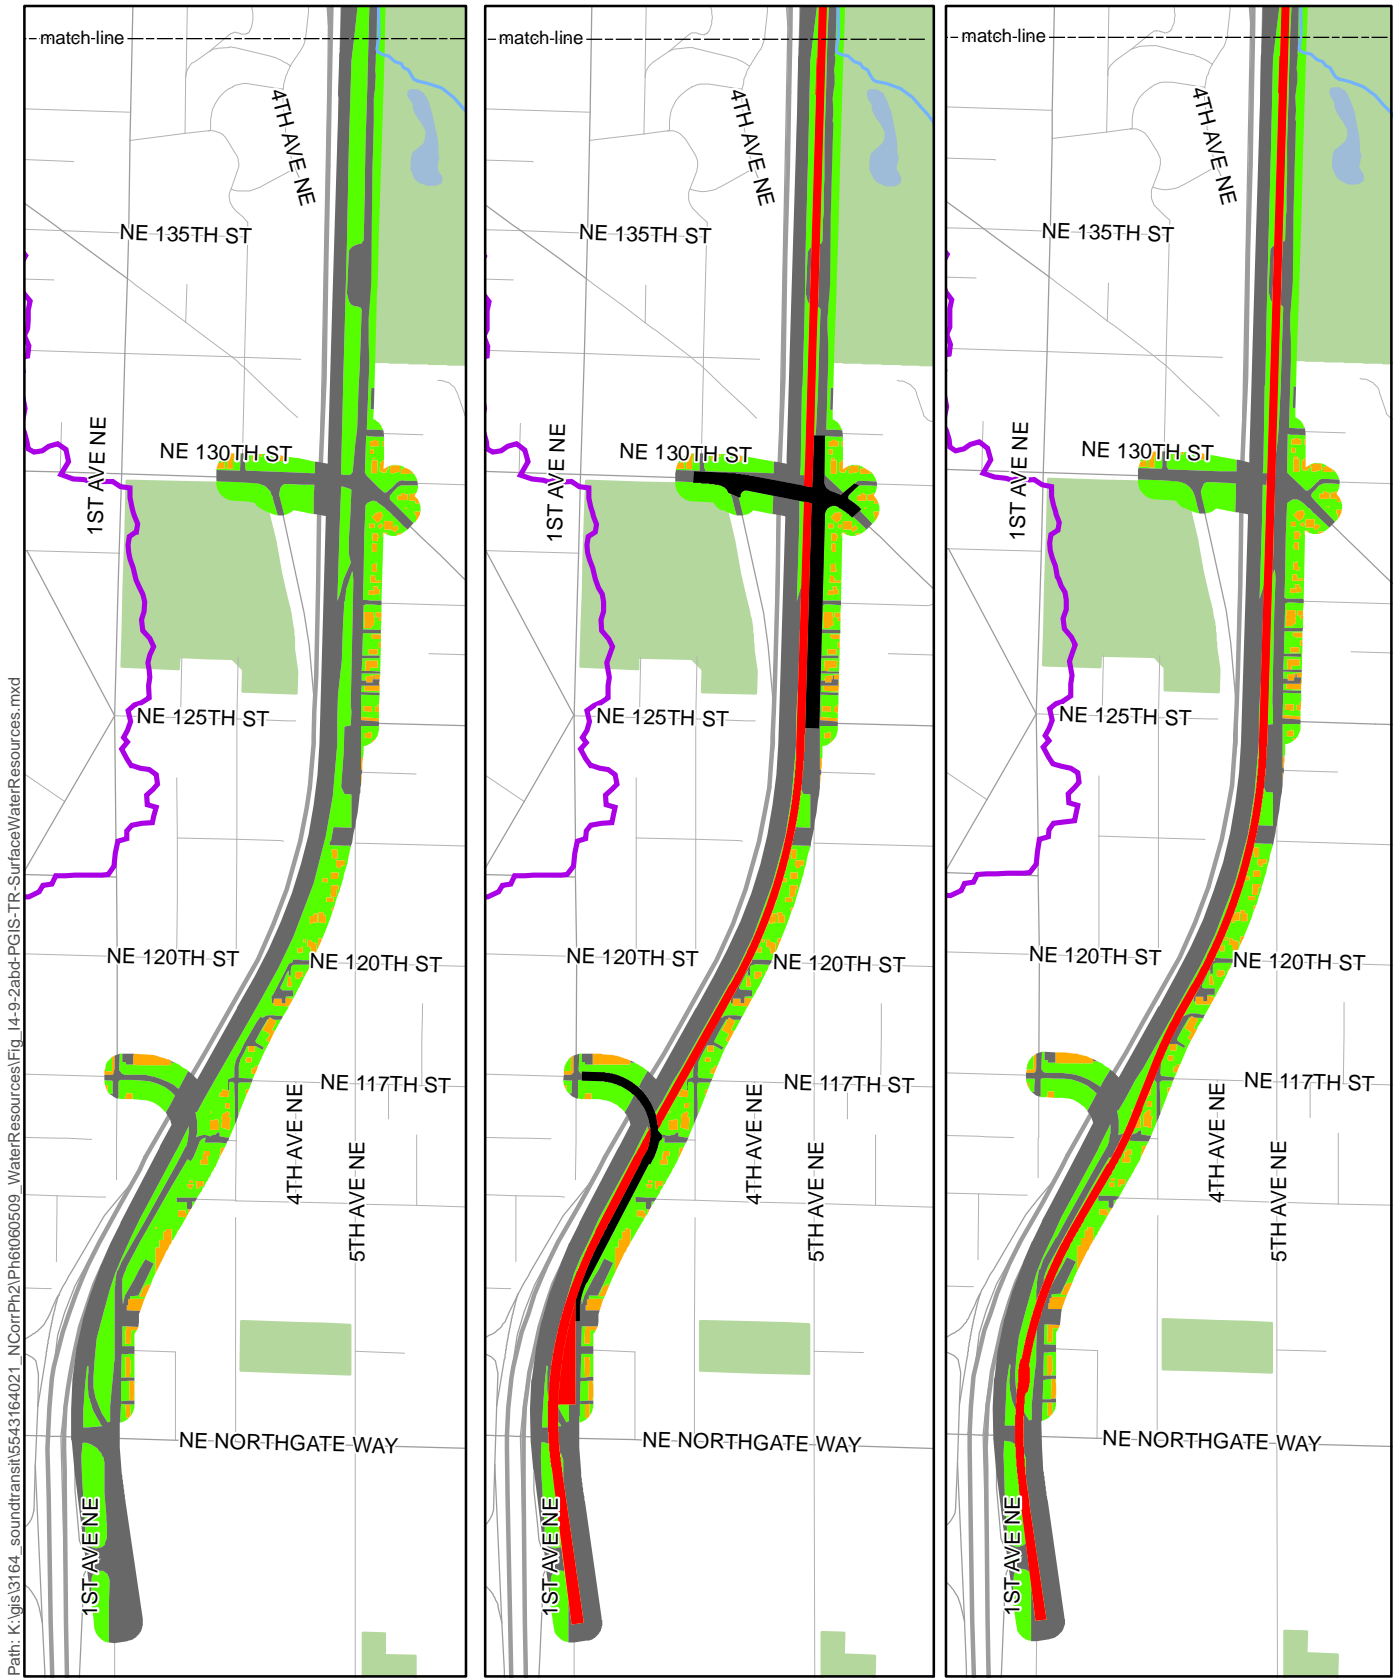 match-line
4TH AVE NE
NE 135TH ST
1ST AVE NE
NE 130TH ST
NE 125TH ST
NE 120TH ST
NE 120TH ST
NE 117TH ST
4TH AVE NE
5TH AVE NE
NE NORTHGATE WAY
1ST AVE NE
match-line
4TH AVE NE
NE 135TH ST
1ST AVE NE
NE 130TH ST
NE 125TH ST
NE 120TH ST
NE 120TH ST
NE 117TH ST
4TH AVE NE
5TH AVE NE
NE NORTHGATE WAY
1ST AVE NE
match-line
4TH AVE NE
NE 135TH ST
1ST AVE NE
NE 130TH ST
NE 125TH ST
NE 120TH ST
NE 120TH ST
NE 117TH ST
4TH AVE NE
5TH AVE NE
NE NORTHGATE WAY
1ST AVE NE
Path: K:\gis\3164_soundtransit\5543164021_NCorrPh2\Ph6t060509_WaterResources\Fig_I4-9-2abd-PGIS-TR-SurfaceWaterResources.mxd